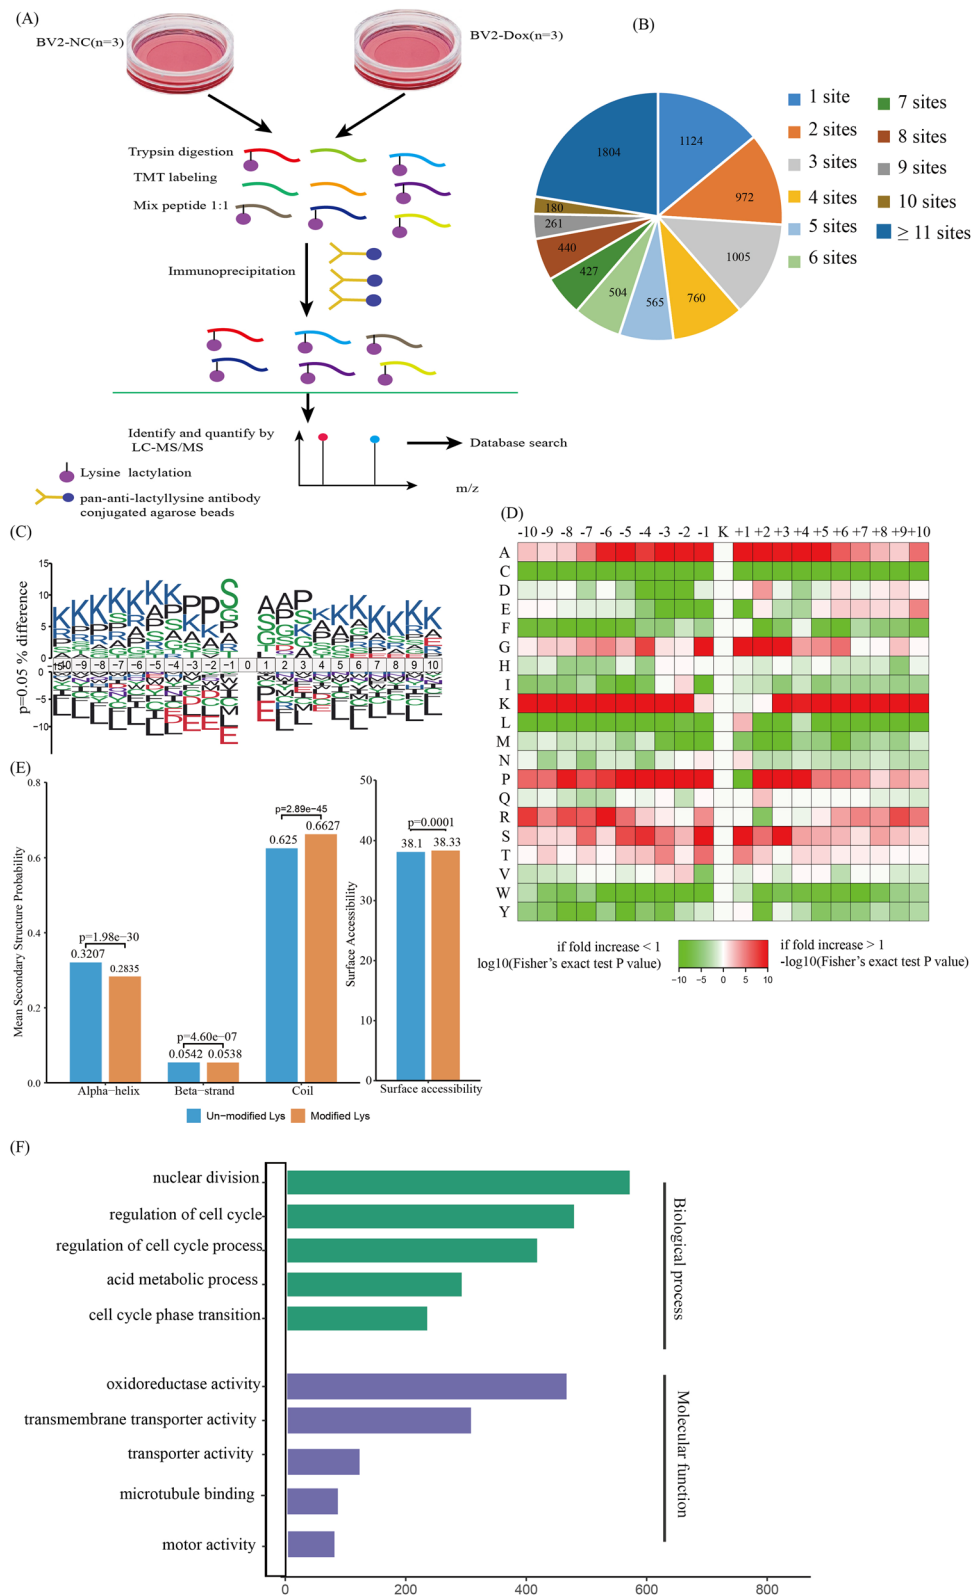 (A)
BV2-NC(n=3)
BV2-Dox(n=3)
Trypsin digestion
TMT labeling
Mix peptide 1:1
Immunoprecipitation
Identify and quantify by
LC-MS/MS
Database search
m/z
Lysine lactylation
pan-anti-lactyllysine antibody
conjugated agarose beads
(B)
1124
972
1005
760
565
504
427
440
261
180
1804
1 site
2 sites
3 sites
4 sites
5 sites
6 sites
7 sites
8 sites
9 sites
10 sites
≥ 11 sites
(C)
p=0.05 % difference
15
10
5
0
−5
−10
−10 −9 −8 −7 −6 −5 −4 −3 −2 −1 0 1 2 3 4 5 6 7 8 9 10
(D)
-10 -9 -8 -7 -6 -5 -4 -3 -2 -1 K +1 +2 +3 +4 +5 +6 +7 +8 +9 +10
A
C
D
E
F
G
H
I
K
L
M
N
P
Q
R
S
T
V
W
Y
if fold increase < 1
log10(Fisher's exact test P value)
−10 −5 0 5 10
if fold increase > 1
-log10(Fisher's exact test P value)
(E)
Mean Secondary Structure Probability
0.8
0.6
0.4
0.2
0.0
p=1.98e−30
0.3207
0.2835
p=4.60e−07
0.0542
0.0538
p=2.89e−45
0.625
0.6627
Alpha−helix
Beta−strand
Coil
Surface Accessibility
50
40
30
20
10
0
p=0.0001
38.1
38.33
Surface accessibility
Un−modified Lys
Modified Lys
(F)
nuclear division
regulation of cell cycle
regulation of cell cycle process
acid metabolic process
cell cycle phase transition
Biological process
oxidoreductase activity
transmembrane transporter activity
transporter activity
microtubule binding
motor activity
Molecular function
0 200 400 600 800